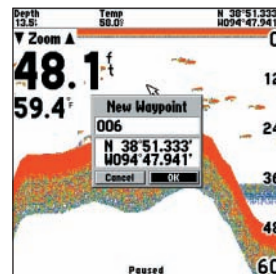 Depth Temp N 38°51.333'
13.5 58.0 W094°47.941'
▼ Zoom ▲
0
48.1 ft
59.4°F
12
New Waypoint
006
24
N 38°51.333'
W094°47.941'
Cancel OK
36
48
Paused
60